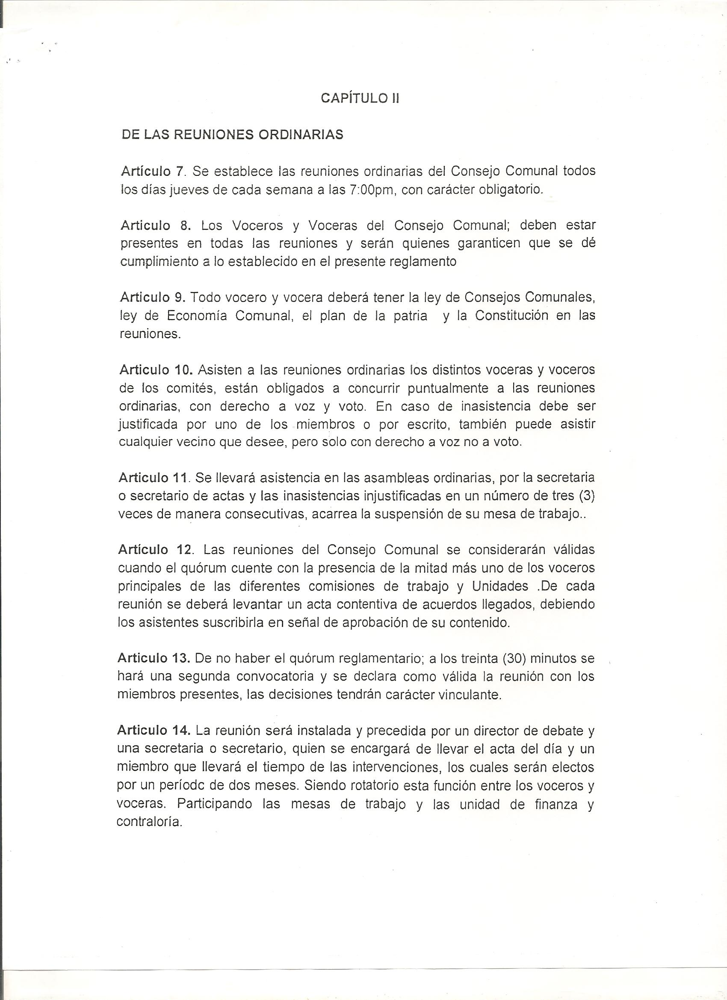 CAPÍTULO II
DE LAS REUNIONES ORDINARIAS
Artículo 7. Se establece las reuniones ordinarias del Consejo Comunal todos
los días jueves de cada semana a las 7:00pm, con carácter obligatorio.
Articulo 8. Los Voceros y Voceras del Consejo Comunal; deben estar
presentes en todas las reuniones y serán quienes garanticen que se dé
cumplimiento a lo establecido en el presente reglamento
Articulo 9. Todo vocero y vocera deberá tener la ley de Consejos Comunales,
ley de Economía Comunal, el plan de la patria y la Constitución en las
reuniones.
Articulo 10. Asisten a las reuniones ordinarias los distintos voceras y voceros
de los comités, están obligados a concurrir puntualmente a las reuniones
ordinarias, con derecho a voz y voto. En caso de inasistencia debe ser
justificada por uno de los miembros o por escrito, también puede asistir
cualquier vecino que desee, pero solo con derecho a voz no a voto.
Articulo 11. Se llevará asistencia en las asambleas ordinarias, por la secretaria
o secretario de actas y las inasistencias injustificadas en un número de tres (3)
veces de manera consecutivas, acarrea la suspensión de su mesa de trabajo..
Artículo 12. Las reuniones del Consejo Comunal se considerarán válidas
cuando el quórum cuente con la presencia de la mitad más uno de los voceros
principales de las diferentes comisiones de trabajo y Unidades .De cada
reunión se deberá levantar un acta contentiva de acuerdos llegados, debiendo
los asistentes suscribirla en señal de aprobación de su contenido.
Articulo 13. De no haber el quórum reglamentario; a los treinta (30) minutos se
hará una segunda convocatoria y se declara como válida la reunión con los
miembros presentes, las decisiones tendrán carácter vinculante.
Articulo 14. La reunión será instalada y precedida por un director de debate y
una secretaria o secretario, quien se encargará de llevar el acta del día y un
miembro que llevará el tiempo de las intervenciones, los cuales serán electos
por un período de dos meses. Siendo rotatorio esta función entre los voceros y
voceras. Participando las mesas de trabajo y las unidad de finanza y
contraloría.